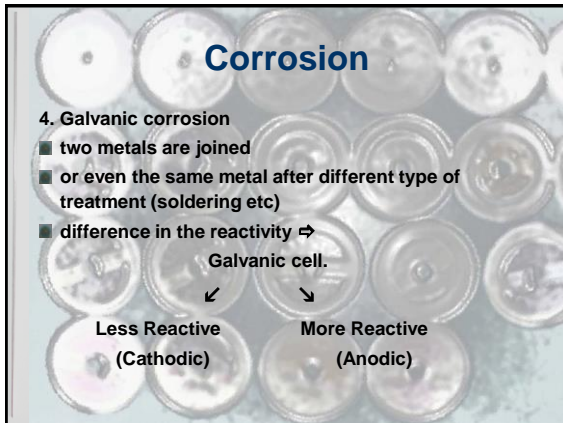 Corrosion
4. Galvanic corrosion
■ two metals are joined
■ or even the same metal after different type of
treatment (soldering etc)
■ difference in the reactivity ⇨
Galvanic cell.
↙ ↘
Less Reactive More Reactive
(Cathodic) (Anodic)